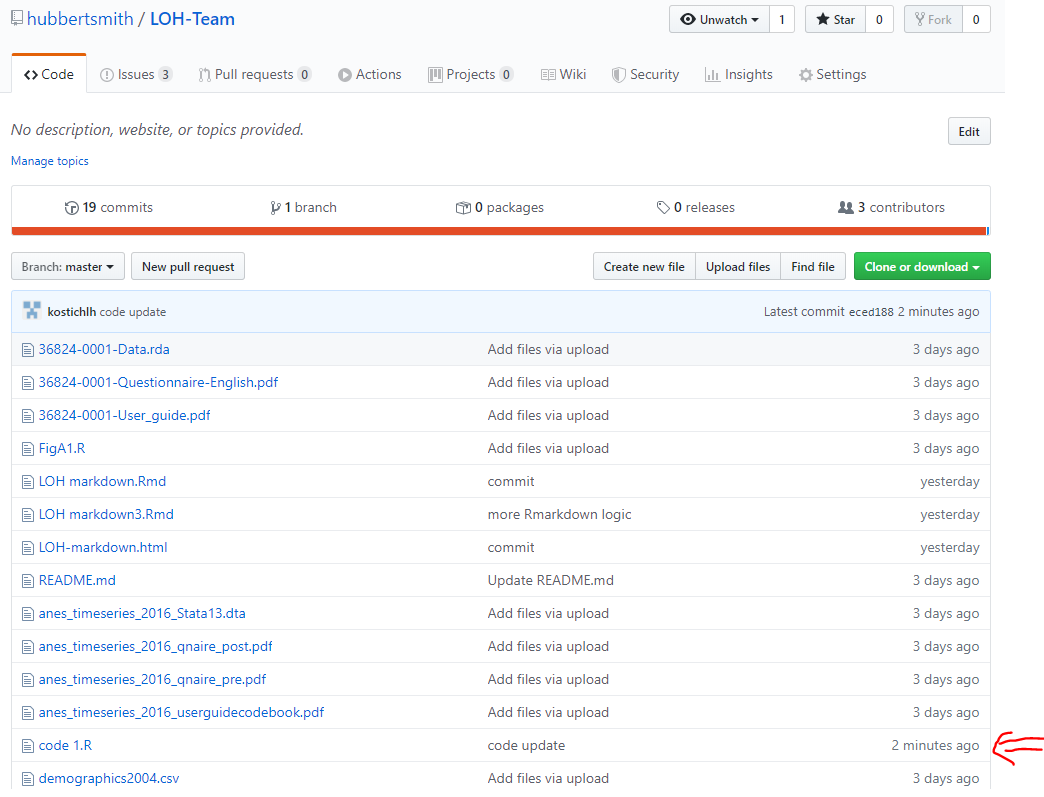 hubbertsmith / LOH-Team
Unwatch 1 Star 0 Fork 0
Code Issues 3 Pull requests 0 Actions Projects 0 Wiki Security Insights Settings
No description, website, or topics provided.
Edit
Manage topics
19 commits 1 branch 0 packages 0 releases 3 contributors
Branch: master New pull request Create new file Upload files Find file Clone or download
kostichlh code update Latest commit eced188 2 minutes ago
36824-0001-Data.rda Add files via upload 3 days ago
36824-0001-Questionnaire-English.pdf Add files via upload 3 days ago
36824-0001-User_guide.pdf Add files via upload 3 days ago
FigA1.R Add files via upload 3 days ago
LOH markdown.Rmd commit yesterday
LOH markdown3.Rmd more Rmarkdown logic yesterday
LOH-markdown.html commit yesterday
README.md Update README.md 3 days ago
anes_timeseries_2016_Stata13.dta Add files via upload 3 days ago
anes_timeseries_2016_qnaire_post.pdf Add files via upload 3 days ago
anes_timeseries_2016_qnaire_pre.pdf Add files via upload 3 days ago
anes_timeseries_2016_userguidecodebook.pdf Add files via upload 3 days ago
code 1.R code update 2 minutes ago
demographics2004.csv Add files via upload 3 days ago